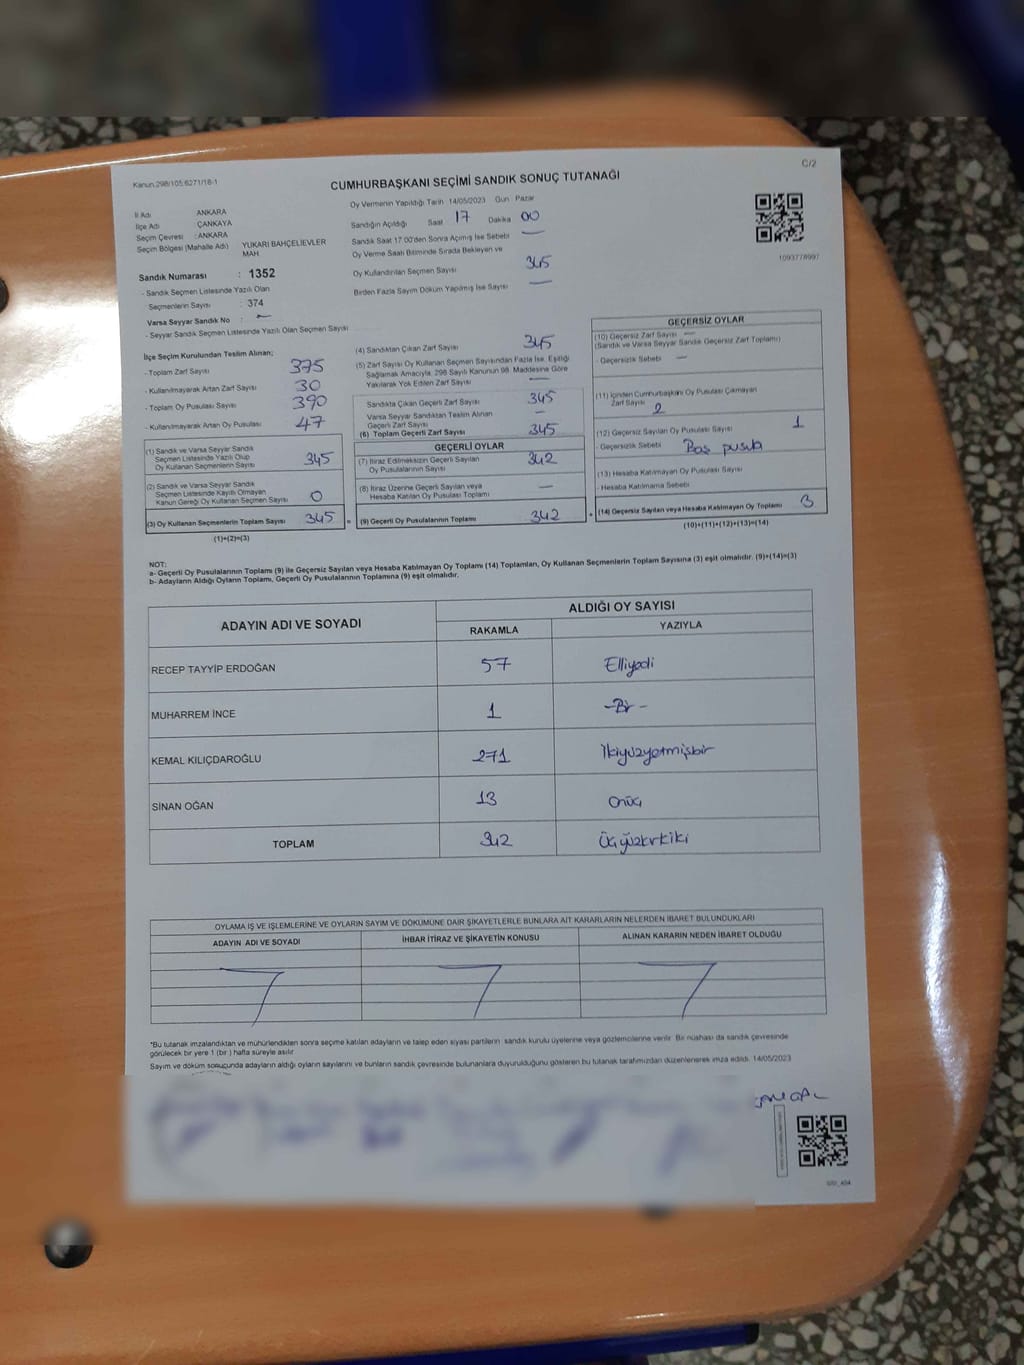 Kanun:298/105;6271/18-1
C/2
CUMHURBAŞKANI SEÇİMİ SANDIK SONUÇ TUTANAĞI
İl Adı : ANKARA
İlçe Adı : ÇANKAYA
Seçim Çevresi : ANKARA
Seçim Bölgesi (Mahalle Adı) YUKARI BAHÇELİEVLER MAH
Sandık Numarası : 1352
- Sandık Seçmen Listesinde Yazılı Olan
Seçmenlerin Sayısı : 374
Varsa Seyyar Sandık No : –
- Seyyar Sandık Seçmen Listesinde Yazılı Olan Seçmen Sayısı
Oy Vermenin Yapıldığı Tarih 14/05/2023 Gün Pazar
Sandığın Açıldığı Saat 17 Dakika 00
Sandık Saat 17:00'den Sonra Açılmış İse Sebebi —
Oy Verme Saati Bitiminde Sırada Bekleyen ve
Oy Kullandırılan Seçmen Sayısı 345
Birden Fazla Sayım Döküm Yapılmış İse Sayısı —
1093778997
İlçe Seçim Kurulundan Teslim Alınan;
- Toplam Zarf Sayısı 375
- Kullanılmayarak Artan Zarf Sayısı 30
- Toplam Oy Pusulası Sayısı 390
- Kullanılmayarak Artan Oy Pusulası 47
(1) Sandık ve Varsa Seyyar Sandık
Seçmen Listesinde Yazılı Olup
Oy Kullanan Seçmenlerin Sayısı 345
(2) Sandık ve Varsa Seyyar Sandık
Seçmen Listesinde Kayıtlı Olmayan
Kanun Gereği Oy Kullanan Seçmen Sayısı 0
(3) Oy Kullanan Seçmenlerin Toplam Sayısı 345
(1)+(2)=(3)
(4) Sandıktan Çıkan Zarf Sayısı 345
(5) Zarf Sayısı Oy Kullanan Seçmen Sayısından Fazla İse, Eşitliği
Sağlamak Amacıyla, 298 Sayılı Kanunun 98. Maddesine Göre
Yakılarak Yok Edilen Zarf Sayısı —
Sandıkta Çıkan Geçerli Zarf Sayısı 345
Varsa Seyyar Sandıktan Teslim Alınan
Geçerli Zarf Sayısı —
(6) Toplam Geçerli Zarf Sayısı 345
GEÇERLİ OYLAR
(7) İtiraz Edilmeksizin Geçerli Sayılan
Oy Pusulalarının Sayısı 342
(8) İtiraz Üzerine Geçerli Sayılan veya
Hesaba Katılan Oy Pusulası Toplamı —
(9) Geçerli Oy Pusulalarının Toplamı 342
GEÇERSİZ OYLAR
(10) Geçersiz Zarf Sayısı —
(Sandık ve Varsa Seyyar Sandık Geçersiz Zarf Toplamı)
- Geçersizlik Sebebi —
(11) İçinden Cumhurbaşkanı Oy Pusulası Çıkmayan
Zarf Sayısı 2
(12) Geçersiz Sayılan Oy Pusulası Sayısı 1
- Geçersizlik Sebebi Boş pusula
(13) Hesaba Katılmayan Oy Pusulası Sayısı
- Hesaba Katılmama Sebebi
(14) Geçersiz Sayılan veya Hesaba Katılmayan Oy Toplamı 3
(10)+(11)+(12)+(13)=(14)
NOT:
a- Geçerli Oy Pusulalarının Toplamı (9) ile Geçersiz Sayılan veya Hesaba Katılmayan Oy Toplamı (14) Toplamları, Oy Kullanan Seçmenlerin Toplam Sayısına (3) eşit olmalıdır. (9)+(14)=(3)
b- Adayların Aldığı Oyların Toplamı, Geçerli Oy Pusulalarının Toplamına (9) eşit olmalıdır.
ADAYIN ADI VE SOYADI
ALDIĞI OY SAYISI
RAKAMLA YAZIYLA
RECEP TAYYİP ERDOĞAN 57 Elliyedi
MUHARREM İNCE 1 -Bir-
KEMAL KILIÇDAROĞLU 271 İkiyüzyetmişbir
SİNAN OĞAN 13 Onüç
TOPLAM 342 Üçyüzkırkiki
OYLAMA İŞ VE İŞLEMLERİNE VE OYLARIN SAYIM VE DÖKÜMÜNE DAİR ŞİKAYETLERLE BUNLARA AİT KARARLARIN NELERDEN İBARET BULUNDUKLARI
ADAYIN ADI VE SOYADI İHBAR İTİRAZ VE ŞİKAYETİN KONUSU ALINAN KARARIN NEDEN İBARET OLDUĞU
*Bu tutanak imzalandıktan ve mühürlendikten sonra seçime katılan adayların ve talep eden siyasi partilerin sandık kurulu üyelerine veya gözlemcilerine verilir. Bir nüshası da sandık çevresinde
görülecek bir yere 1 (bir) hafta süreyle asılır.
Sayım ve döküm sonucunda adayların aldığı oyların sayılarını ve bunların sandık çevresinde bulunanlara duyurulduğunu gösteren bu tutanak tarafımızdan düzenlenerek imza edildi. 14/05/2023